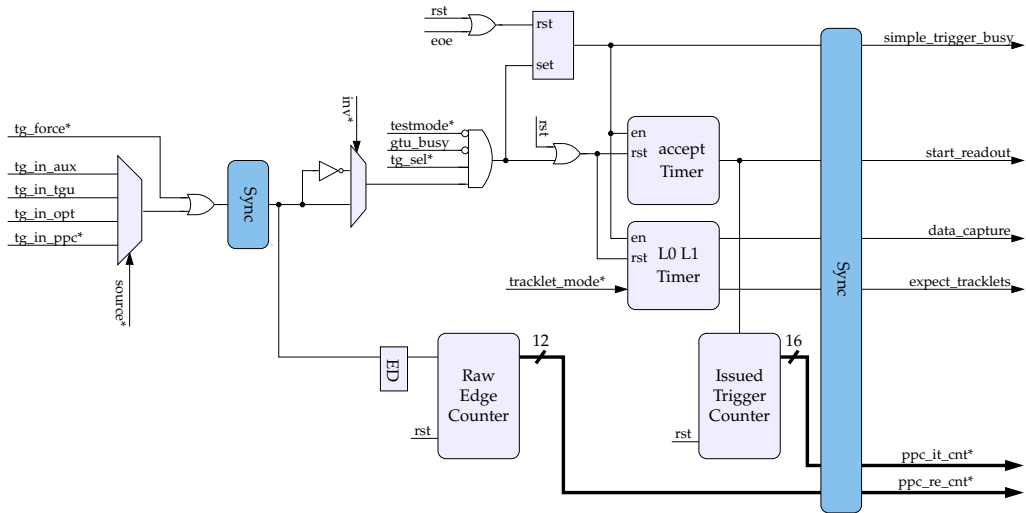 rst
eoe
rst
set
simple_trigger_busy
tg_force*
inv*
testmode*
gtu_busy
tg_sel*
rst
en
rst
accept
Timer
start_readout
tg_in_aux
tg_in_tgu
tg_in_opt
tg_in_ppc*
Sync
source*
en
rst
L0 L1
Timer
tracklet_mode*
data_capture
expect_tracklets
Sync
ED
Raw
Edge
Counter
12
rst
Issued
Trigger
Counter
16
rst
ppc_it_cnt*
ppc_re_cnt*